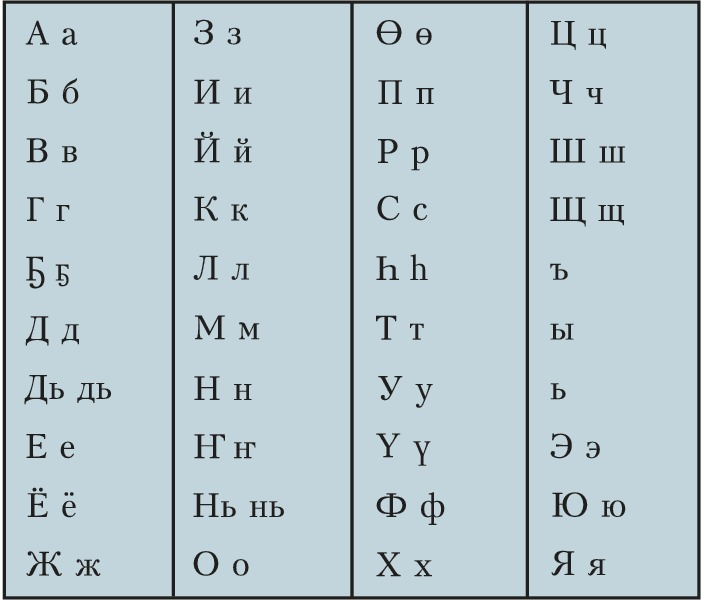 А а
Б б
В в
Г г
Ҕ ҕ
Д д
Дь дь
Е е
Ё ё
Ж ж
З з
И и
Й й
К к
Л л
М м
Н н
Ҥ ҥ
Нь нь
О о
Ө ө
П п
Р р
С с
Һ һ
Т т
У у
Ү ү
Ф ф
Х х
Ц ц
Ч ч
Ш ш
Щ щ
ъ
ы
ь
Э э
Ю ю
Я я